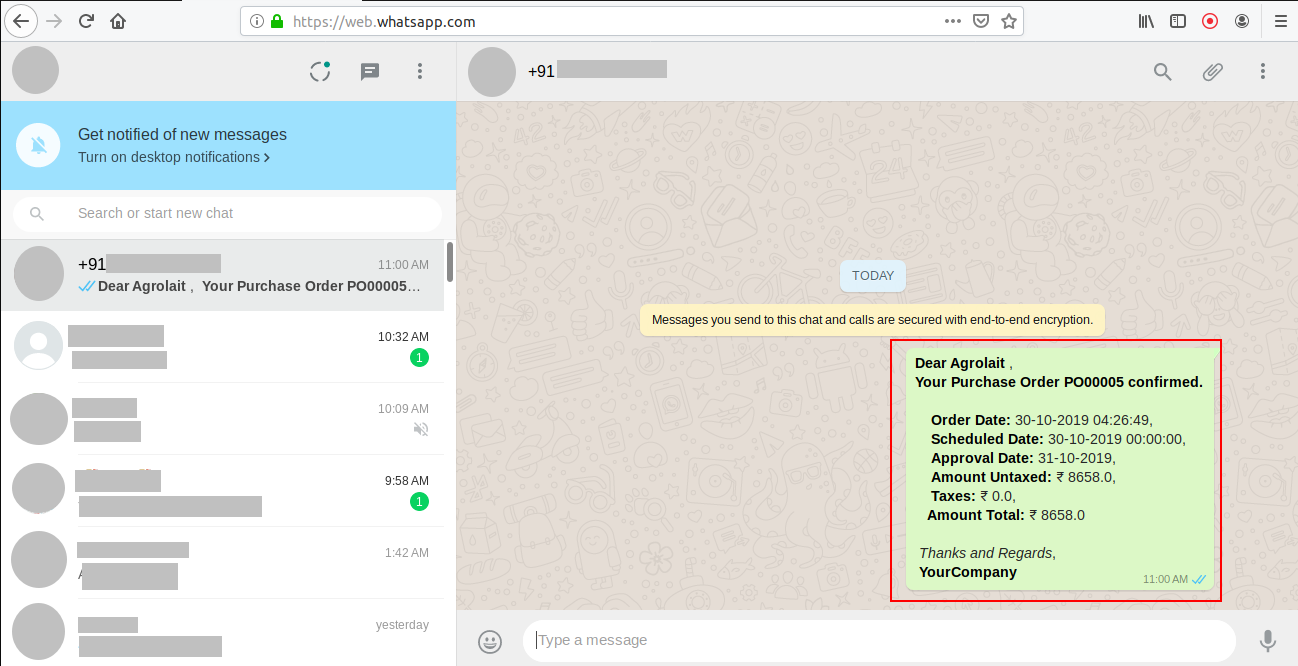 https://web.whatsapp.com
+91
Get notified of new messages
Turn on desktop notifications
Search or start new chat
+91
11:00 AM
Dear Agrolait , Your Purchase Order PO00005...
10:32 AM
1
10:09 AM
9:58 AM
1
1:42 AM
yesterday
TODAY
Messages you send to this chat and calls are secured with end-to-end encryption.
Dear Agrolait ,
Your Purchase Order PO00005 confirmed.
Order Date: 30-10-2019 04:26:49,
Scheduled Date: 30-10-2019 00:00:00,
Approval Date: 31-10-2019,
Amount Untaxed: ₹ 8658.0,
Taxes: ₹ 0.0,
Amount Total: ₹ 8658.0
Thanks and Regards,
YourCompany
11:00 AM
Type a message